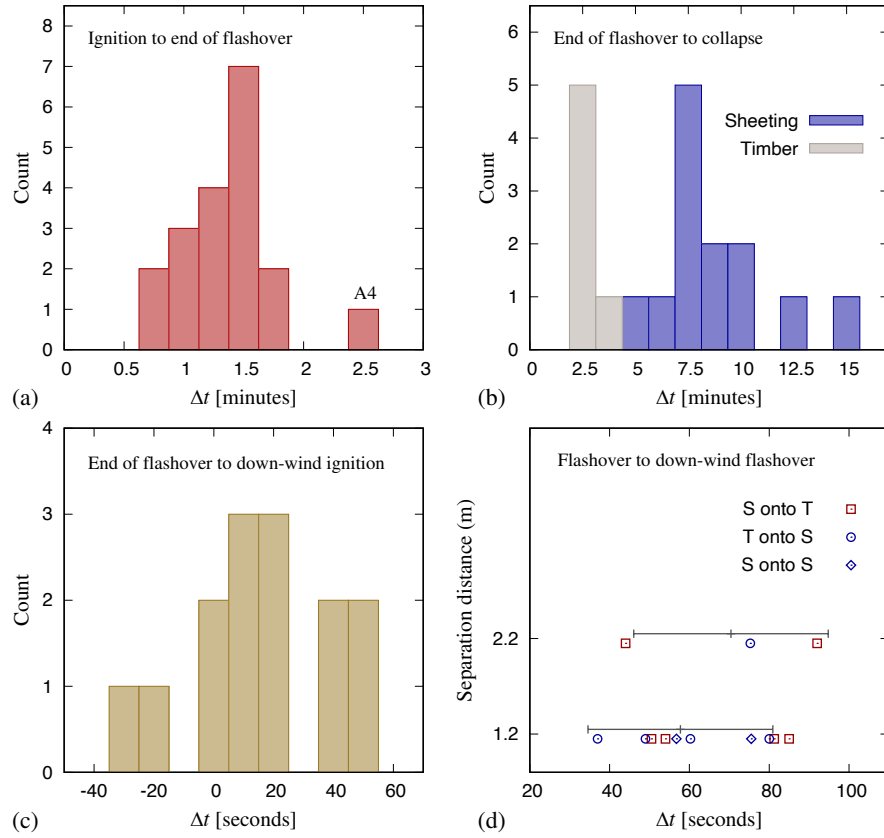 8
7
6
5
4
3
2
1
0
Count
Ignition to end of flashover
A4
0 0.5 1 1.5 2 2.5 3
Δt [minutes]
(a)
6
5
4
3
2
1
0
Count
End of flashover to collapse
Sheeting
Timber
0 2.5 5 7.5 10 12.5 15
Δt [minutes]
(b)
4
3
2
1
0
Count
End of flashover to down-wind ignition
-40 -20 0 20 40 60
Δt [seconds]
(c)
Flashover to down-wind flashover
S onto T
T onto S
S onto S
Separation distance (m)
2.2
1.2
20 40 60 80 100
Δt [seconds]
(d)